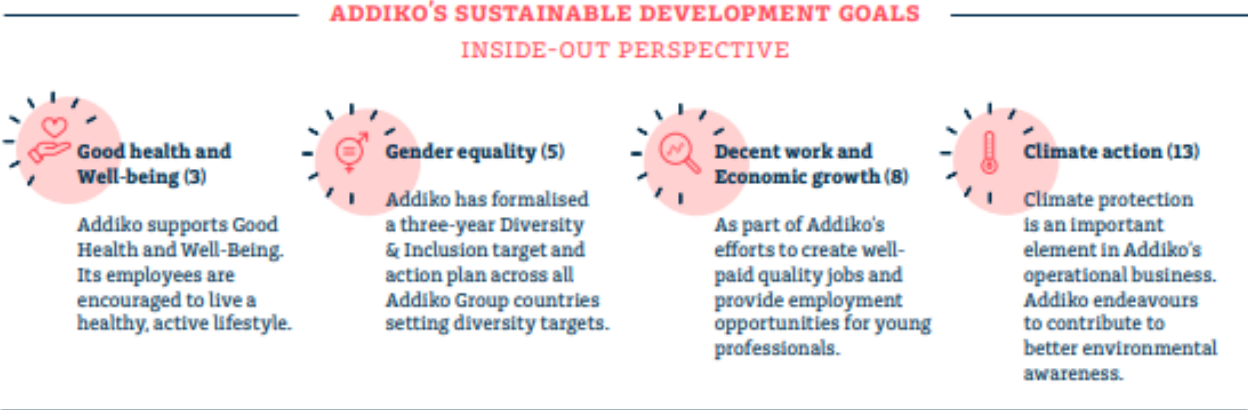 ADDIKO'S SUSTAINABLE DEVELOPMENT GOALS
INSIDE-OUT PERSPECTIVE
Good health and
Well-being (3)
Addiko supports Good
Health and Well-Being.
Its employees are
encouraged to live a
healthy, active lifestyle.
Gender equality (5)
Addiko has formalised
a three-year Diversity
& Inclusion target and
action plan across all
Addiko Group countries
setting diversity targets.
Decent work and
Economic growth (8)
As part of Addiko's
efforts to create well-
paid quality jobs and
provide employment
opportunities for young
professionals.
Climate action (13)
Climate protection
is an important
element in Addiko's
operational business.
Addiko endeavours
to contribute to
better environmental
awareness.